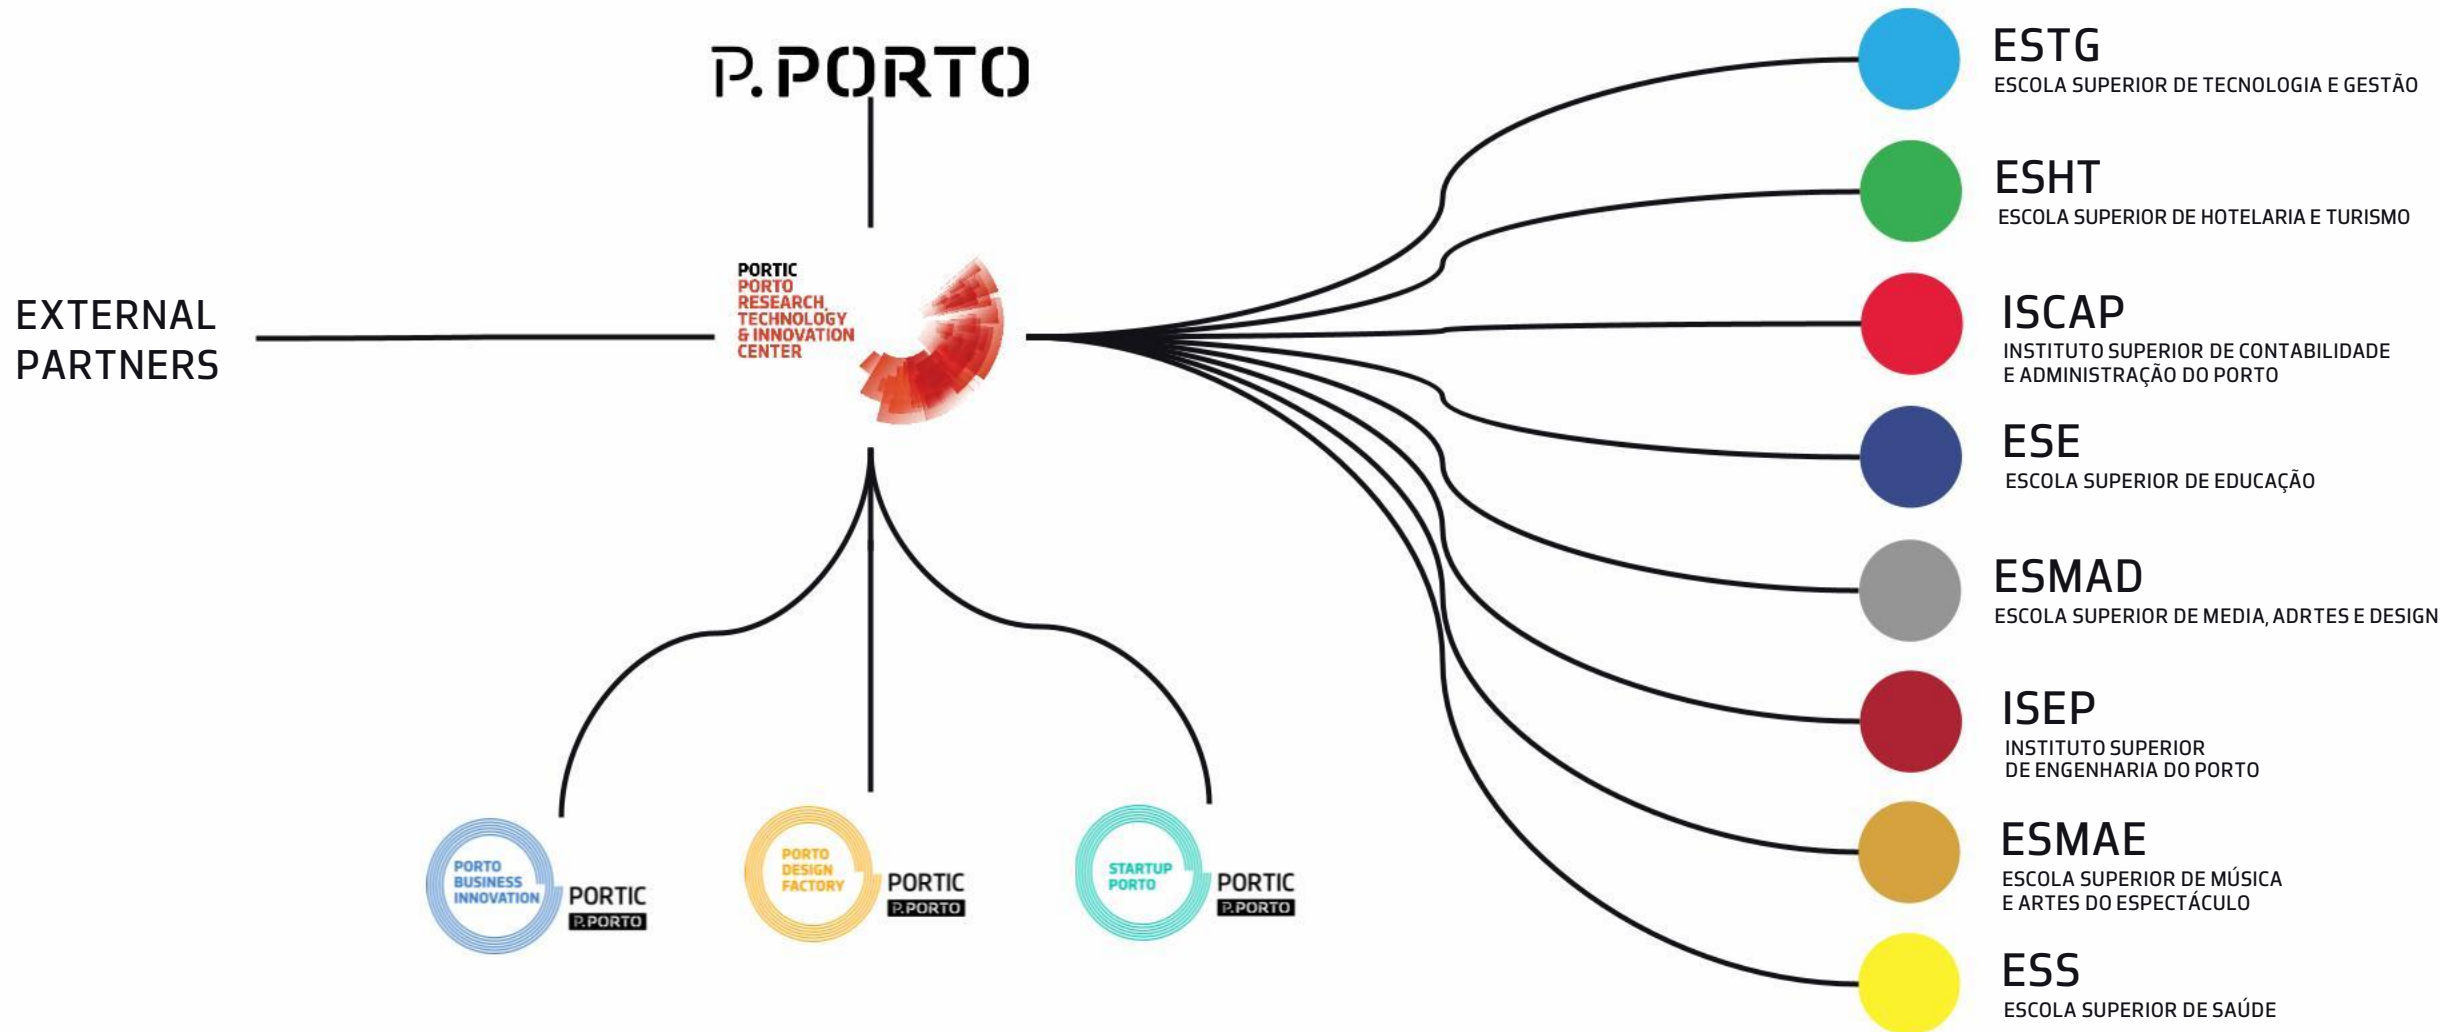 P.PORTO
EXTERNAL
PARTNERS
PORTIC
PORTO
RESEARCH,
TECHNOLOGY
& INNOVATION
CENTER
PORTO
BUSINESS
INNOVATION
PORTIC
P.PORTO
PORTO
DESIGN
FACTORY
PORTIC
P.PORTO
STARTUP
PORTO
PORTIC
P.PORTO
ESTG
ESCOLA SUPERIOR DE TECNOLOGIA E GESTÃO
ESHT
ESCOLA SUPERIOR DE HOTELARIA E TURISMO
ISCAP
INSTITUTO SUPERIOR DE CONTABILIDADE
E ADMINISTRAÇÃO DO PORTO
ESE
ESCOLA SUPERIOR DE EDUCAÇÃO
ESMAD
ESCOLA SUPERIOR DE MEDIA, ADRTES E DESIGN
ISEP
INSTITUTO SUPERIOR
DE ENGENHARIA DO PORTO
ESMAE
ESCOLA SUPERIOR DE MÚSICA
E ARTES DO ESPECTÁCULO
ESS
ESCOLA SUPERIOR DE SAÚDE